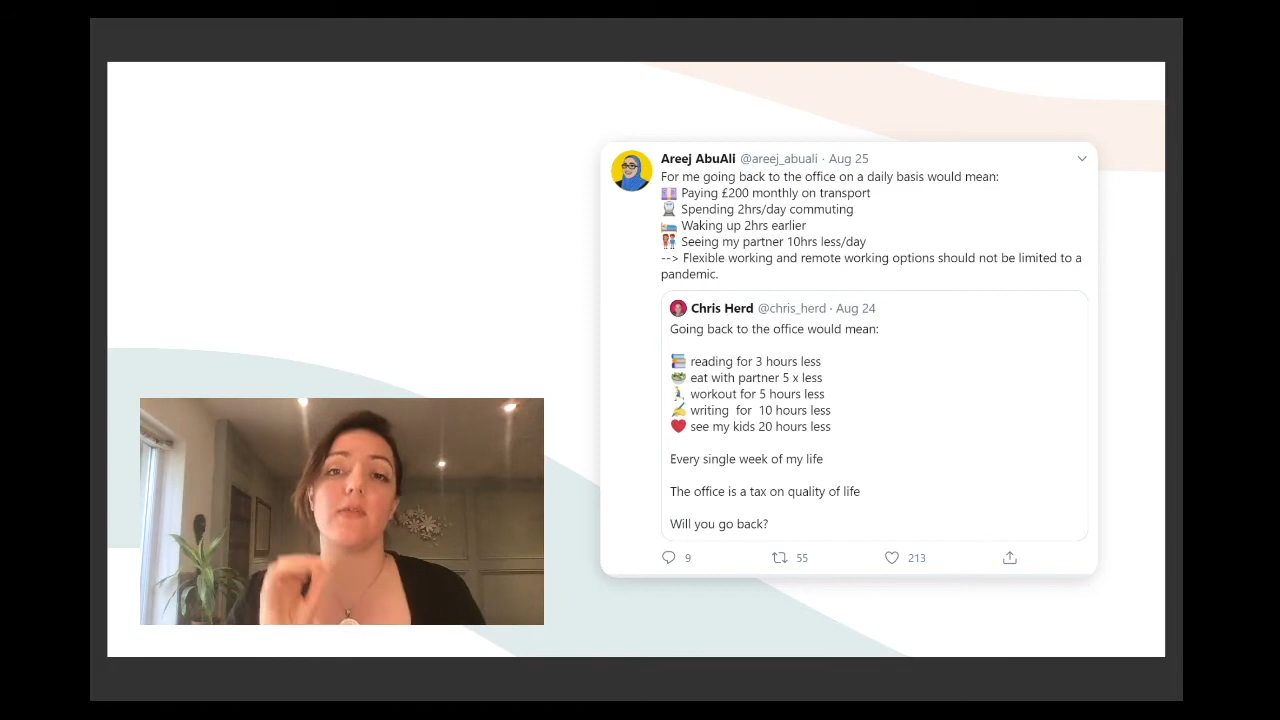 Areej AbuAli @areej_abuali · Aug 25
For me going back to the office on a daily basis would mean:
Paying £200 monthly on transport
Spending 2hrs/day commuting
Waking up 2hrs earlier
Seeing my partner 10hrs less/day
--> Flexible working and remote working options should not be limited to a
pandemic.
Chris Herd @chris_herd · Aug 24
Going back to the office would mean:
reading for 3 hours less
eat with partner 5 x less
workout for 5 hours less
writing for 10 hours less
see my kids 20 hours less
Every single week of my life
The office is a tax on quality of life
Will you go back?
9 55 213